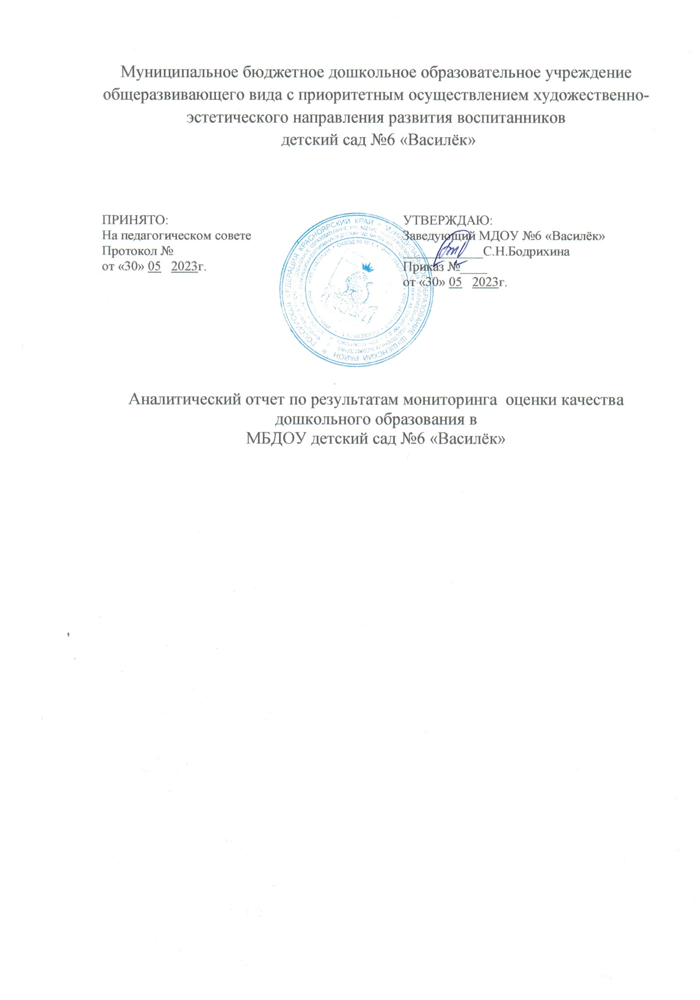 Муниципальное бюджетное дошкольное образовательное учреждение
общеразвивающего вида с приоритетным осуществлением художественно-
эстетического направления развития воспитанников
детский сад №6 «Василёк»
ПРИНЯТО:
На педагогическом совете
Протокол №
от «30» 05 2023г.
УТВЕРЖДАЮ:
Заведующий МДОУ №6 «Василёк»
____________С.Н.Бодрихина
Приказ №____
от «30» 05 2023г.
РОССИЙСКАЯ ФЕДЕРАЦИЯ КРАСНОЯРСКИЙ КРАЙ * МУНИЦИПАЛЬНОЕ ОБРАЗОВАНИЕ ШУШЕНСКИЙ РАЙОН *
Аналитический отчет по результатам мониторинга оценки качества
дошкольного образования в
МБДОУ детский сад №6 «Василёк»